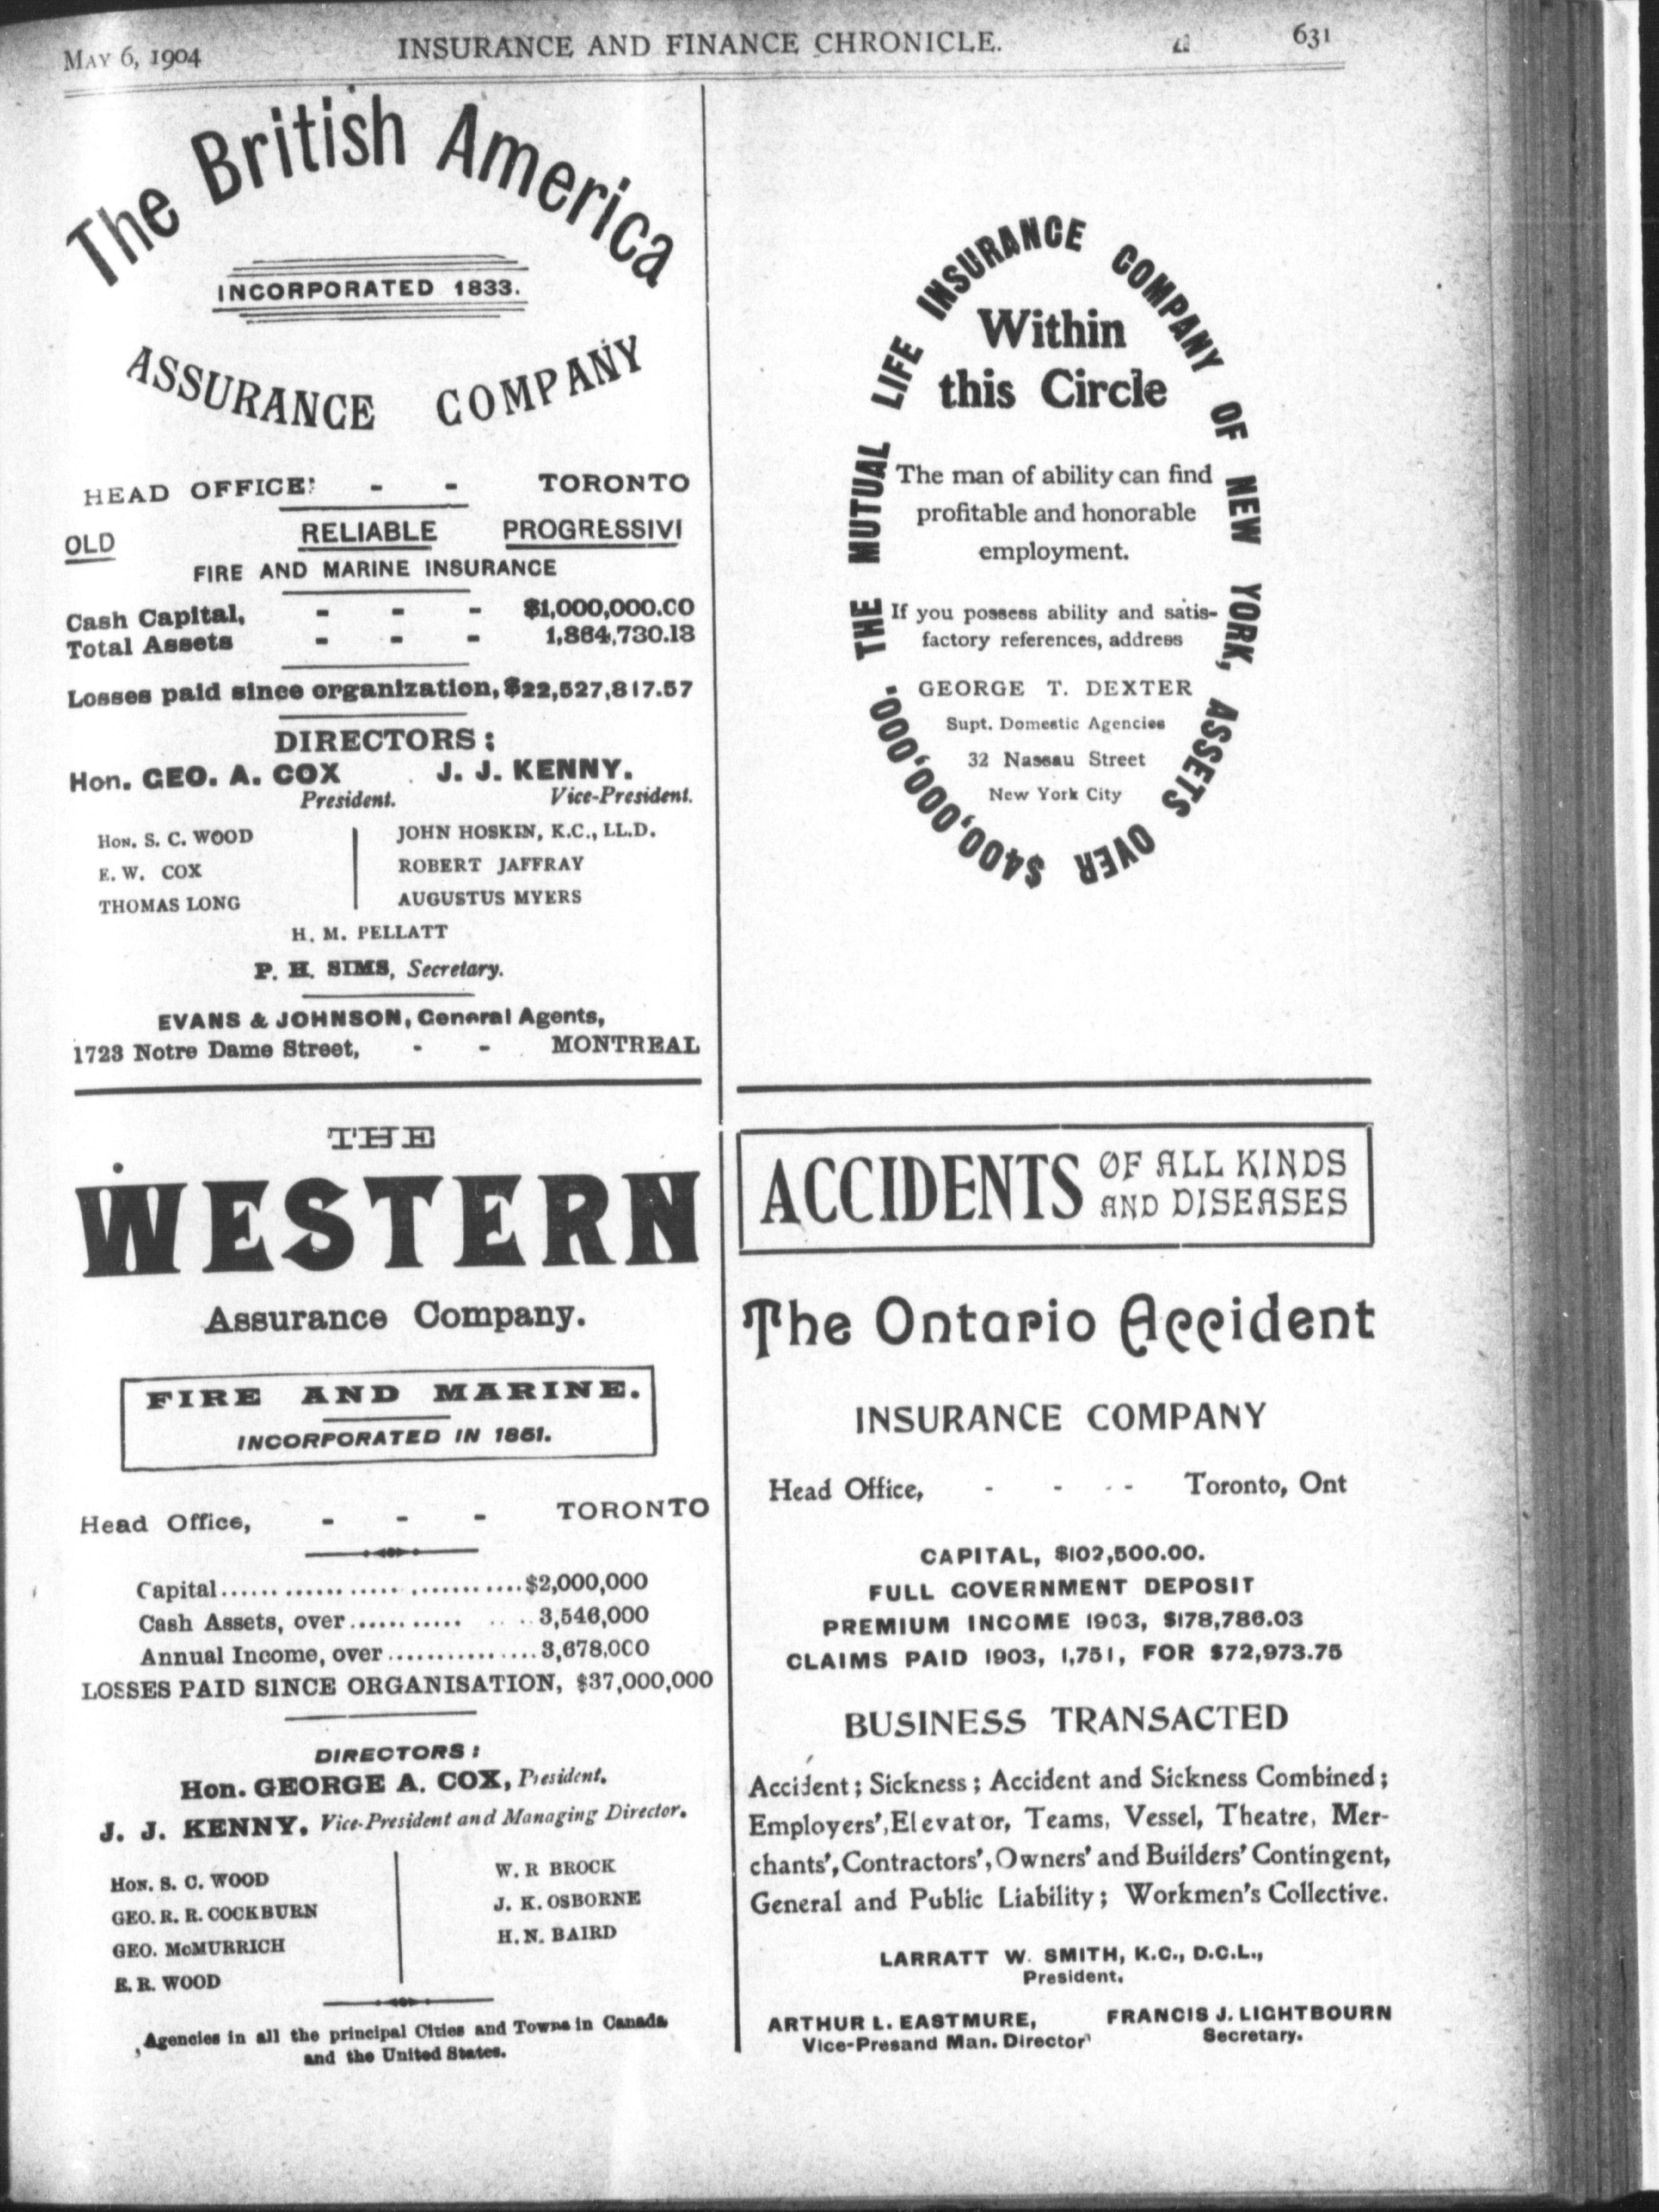 MAY 6, 1904 INSURANCE AND FINANCE CHRONICLE. 631
The British America
INCORPORATED 1833.
ASSURANCE COMPANY
HEAD OFFICE: - - TORONTO
OLD RELIABLE PROGRESSIVI
FIRE AND MARINE INSURANCE
Cash Capital, - - - $1,000,000.00
Total Assets - - - 1,864,730.13
Losses paid since organization, $22,527,817.57
DIRECTORS:
Hon. GEO. A. COX J. J. KENNY.
President. Vice-President.
HON. S. C. WOOD JOHN HOSKIN, K.C., LL.D.
E. W. COX ROBERT JAFFRAY
THOMAS LONG AUGUSTUS MYERS
H. M. PELLATT
P. H. SIMS, Secretary.
EVANS & JOHNSON, General Agents,
1723 Notre Dame Street, - - MONTREAL
THE
WESTERN
Assurance Company.
FIRE AND MARINE.
INCORPORATED IN 1851.
Head Office, - - - TORONTO
Capital..............................$2,000,000
Cash Assets, over........... .. ..3,546,000
Annual Income, over...............3,678,000
LOSSES PAID SINCE ORGANISATION, $37,000,000
DIRECTORS:
Hon. GEORGE A. COX, President.
J. J. KENNY, Vice-President and Managing Director.
HON. S. C. WOOD W. R BROCK
GEO. R. R. COCKBURN J. K. OSBORNE
GEO. McMURRICH H. N. BAIRD
E. R. WOOD
Agencies in all the principal Cities and Towns in Canada
and the United States.
THE MUTUAL LIFE INSURANCE COMPANY OF NEW YORK, ASSETS OVER $400,000,000.
Within
this Circle
The man of ability can find
profitable and honorable
employment.
If you possess ability and satis-
factory references, address
GEORGE T. DEXTER
Supt. Domestic Agencies
32 Nassau Street
New York City
ACCIDENTS OF ALL KINDS
AND DISEASES
The Ontario Accident
INSURANCE COMPANY
Head Office, - - - - Toronto, Ont
CAPITAL, $102,500.00.
FULL GOVERNMENT DEPOSIT
PREMIUM INCOME 1903, $178,786.03
CLAIMS PAID 1903, 1,751, FOR $72,973.75
BUSINESS TRANSACTED
Accident; Sickness; Accident and Sickness Combined;
Employers', Elevator, Teams, Vessel, Theatre, Mer-
chants', Contractors', Owners' and Builders' Contingent,
General and Public Liability; Workmen's Collective.
LARRATT W. SMITH, K.C., D.C.L.,
President.
ARTHUR L. EASTMURE, FRANCIS J. LIGHTBOURN
Vice-Presand Man. Director Secretary.